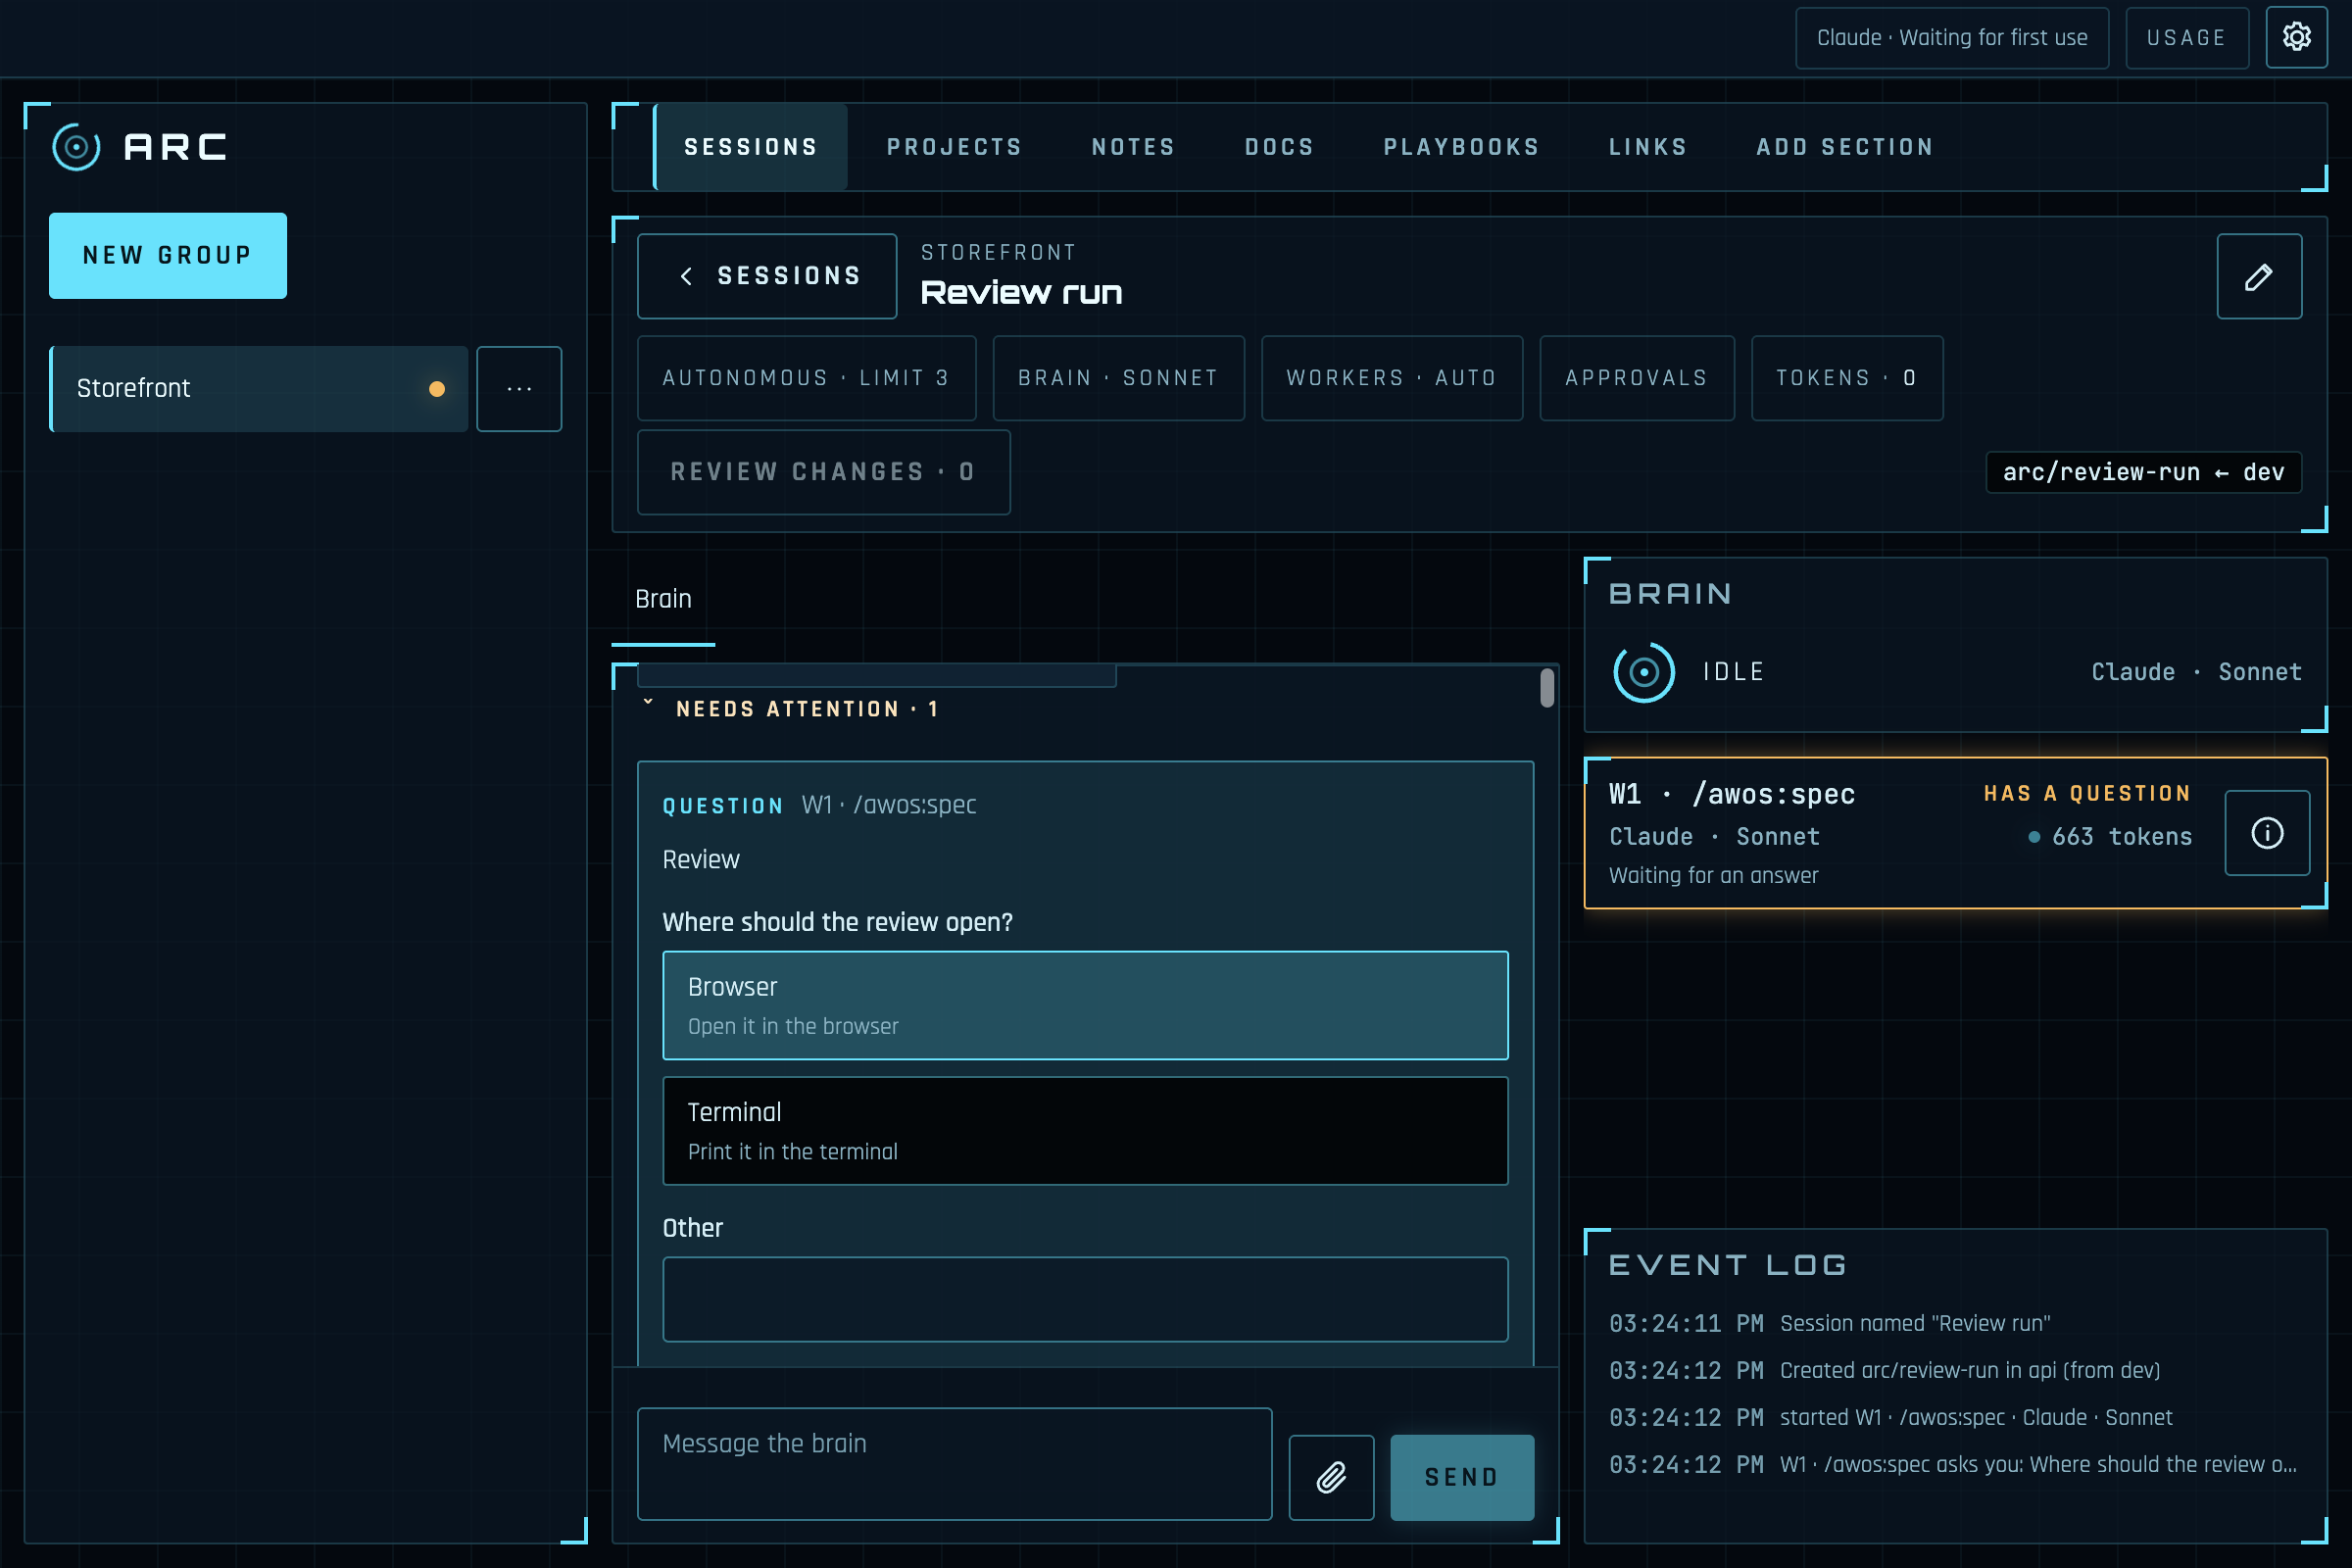 Claude · Waiting for first use
USAGE
ARC
NEW GROUP
Storefront
...
SESSIONS
PROJECTS
NOTES
DOCS
PLAYBOOKS
LINKS
ADD SECTION
SESSIONS
STOREFRONT
Review run
AUTONOMOUS · LIMIT 3
BRAIN · SONNET
WORKERS · AUTO
APPROVALS
TOKENS · 0
REVIEW CHANGES · 0
arc/review-run ← dev
Brain
NEEDS ATTENTION · 1
QUESTION W1 · /awos:spec
Review
Where should the review open?
Browser
Open it in the browser
Terminal
Print it in the terminal
Other
Message the brain
SEND
BRAIN
IDLE
Claude · Sonnet
W1 · /awos:spec
HAS A QUESTION
Claude · Sonnet
663 tokens
Waiting for an answer
EVENT LOG
03:24:11 PM Session named "Review run"
03:24:12 PM Created arc/review-run in api (from dev)
03:24:12 PM started W1 · /awos:spec · Claude · Sonnet
03:24:12 PM W1 · /awos:spec asks you: Where should the review o...